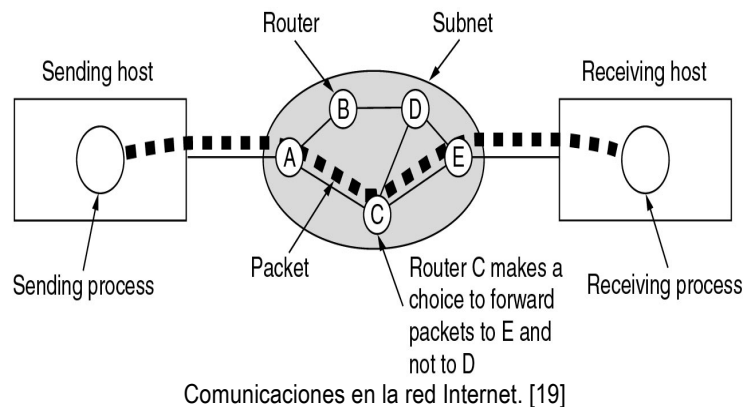 Router
Subnet
Sending host
Receiving host
B
D
A
E
C
Packet
Sending process
Router C makes a
choice to forward
packets to E and
not to D
Receiving process
Comunicaciones en la red Internet. [19]